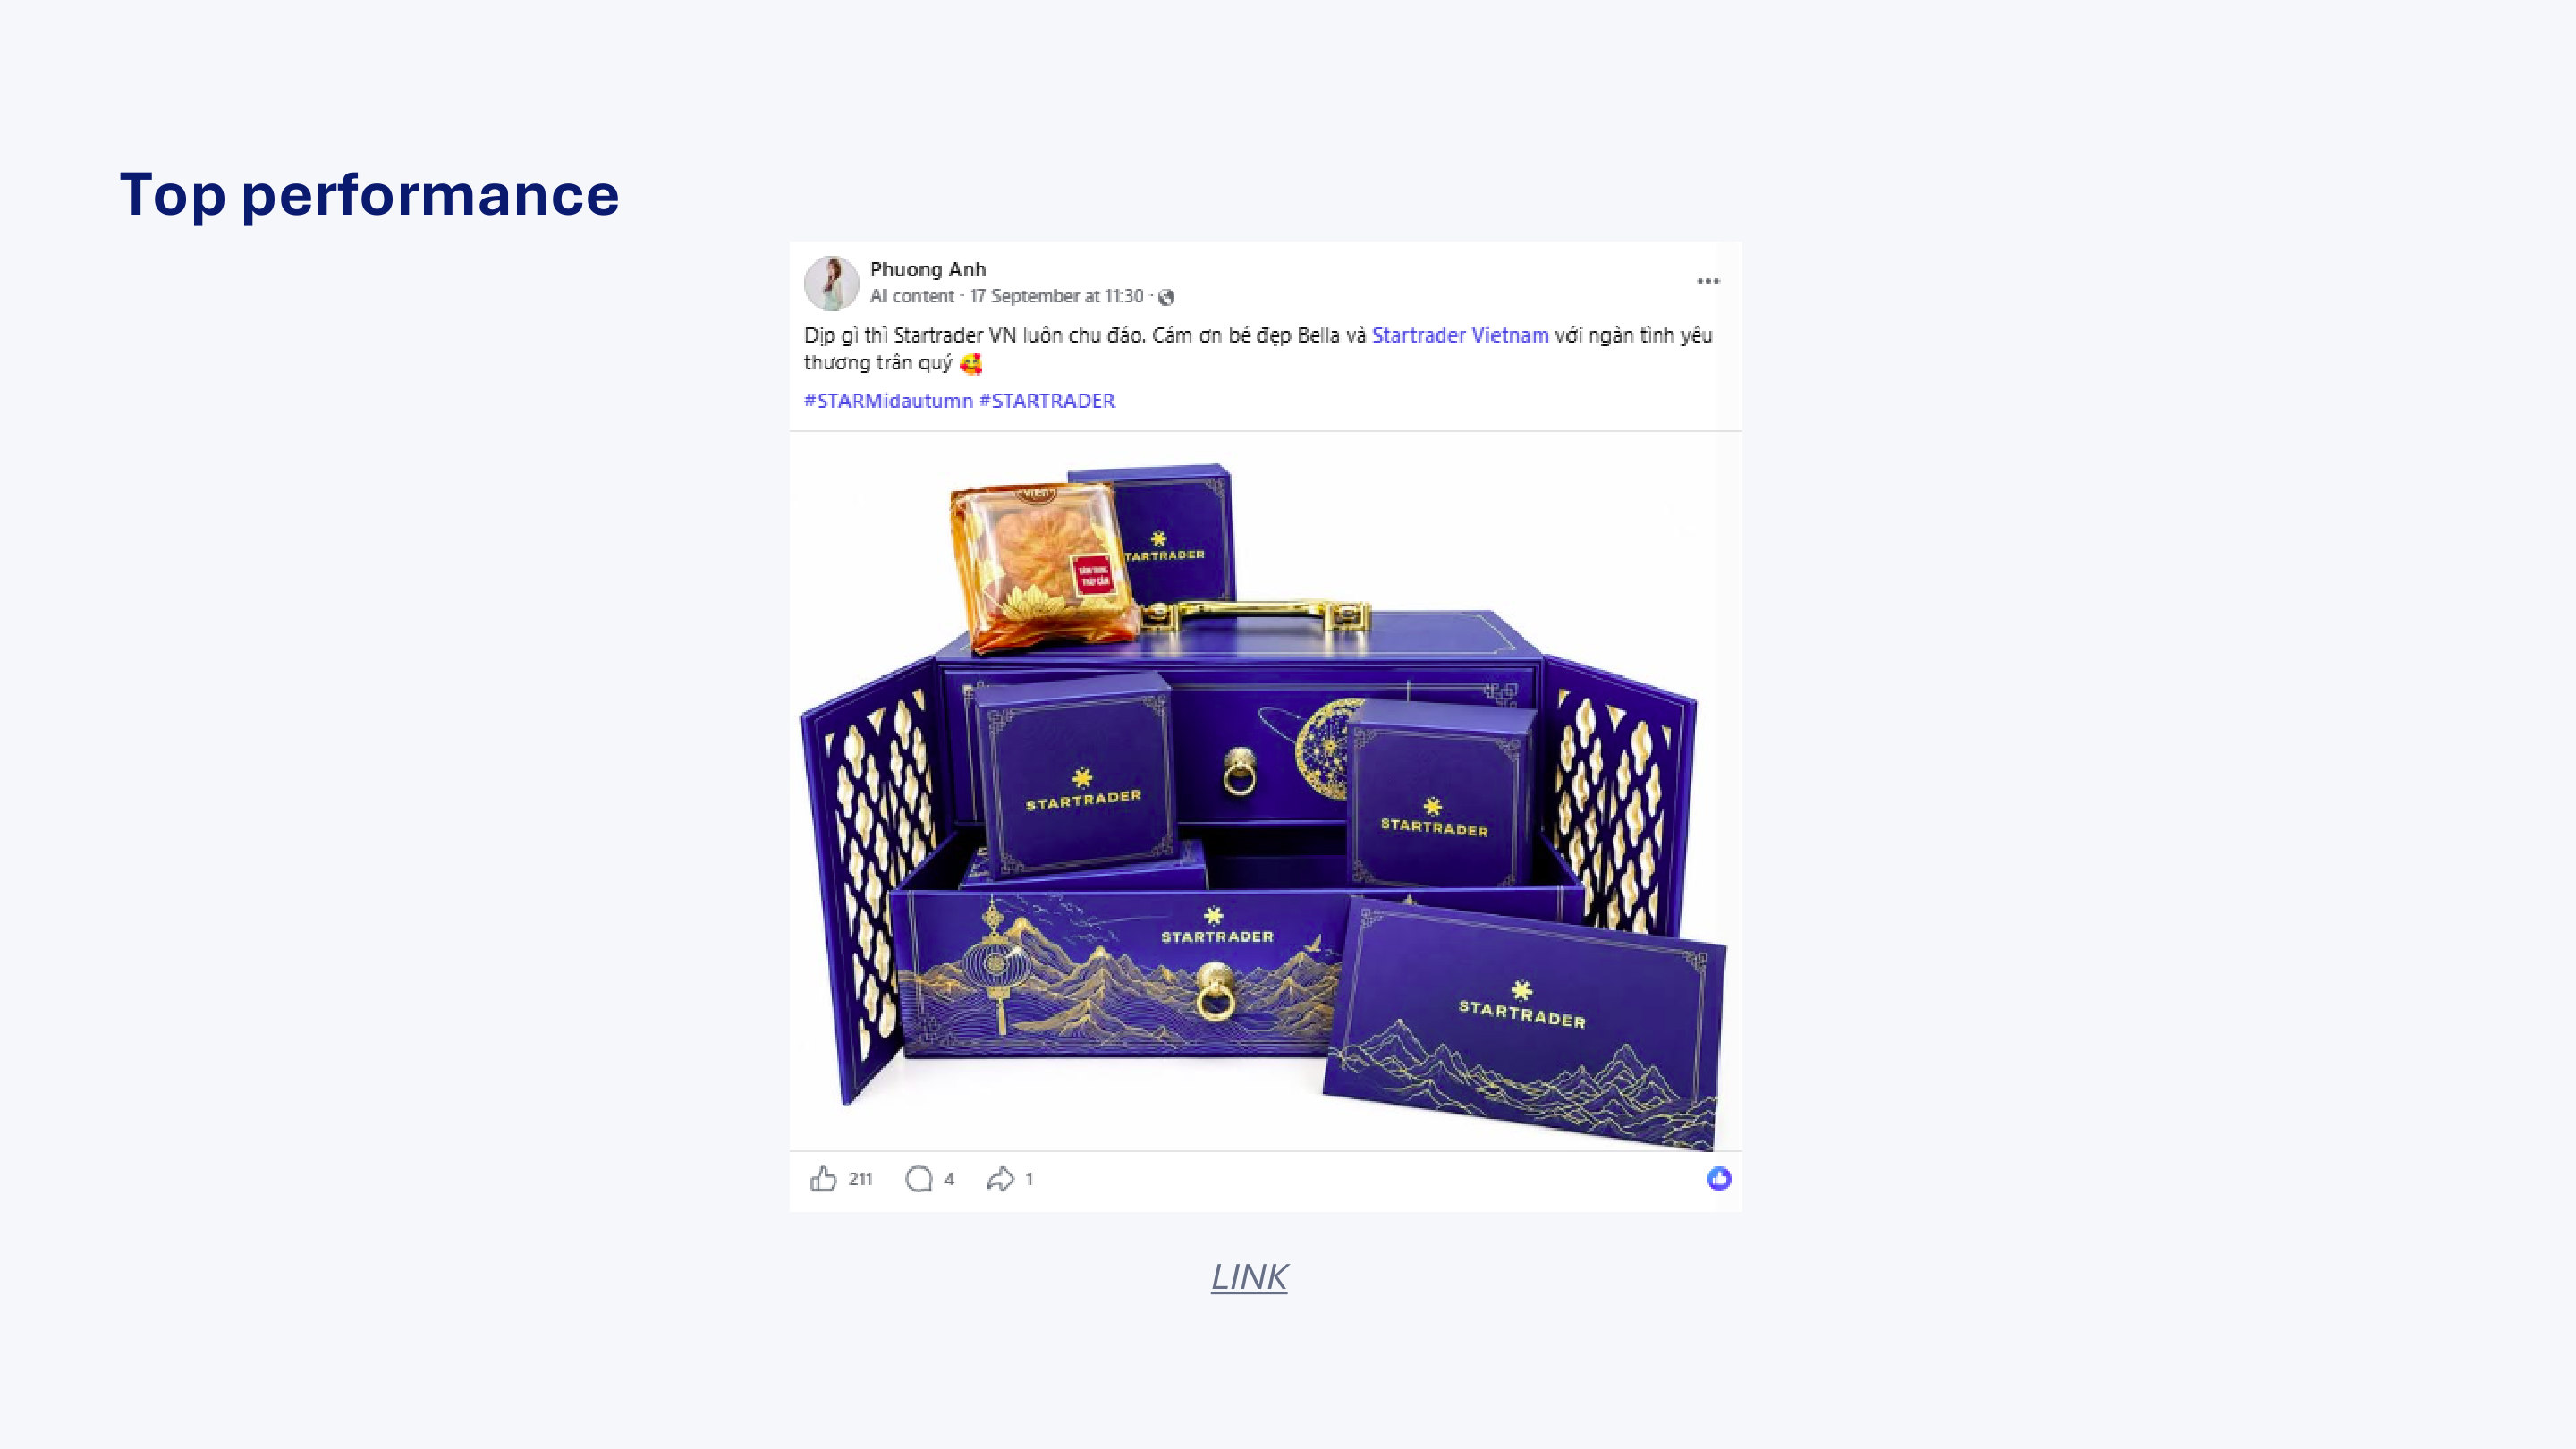 Top performance
Phuong Anh
AI content · 17 September at 11:30 ·
Dịp gì thì Startrader VN luôn chu đáo. Cám ơn bé đẹp Bella và Startrader Vietnam với ngàn tình yêu
thương trân quý 🥰
#STARMidautumn #STARTRADER
TARTRADER
STARTRADER
STARTRADER
STARTRADER
STARTRADER
211 4 1
LINK